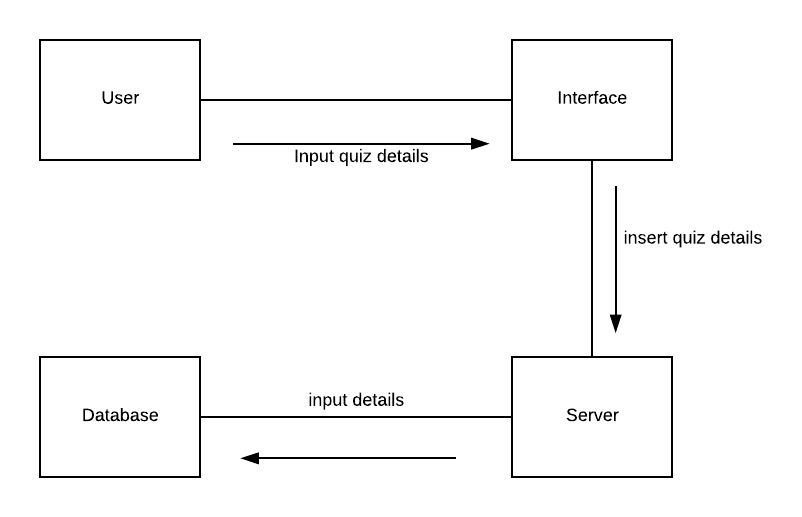 User
Interface
Input quiz details
insert quiz details
input details
Database
Server